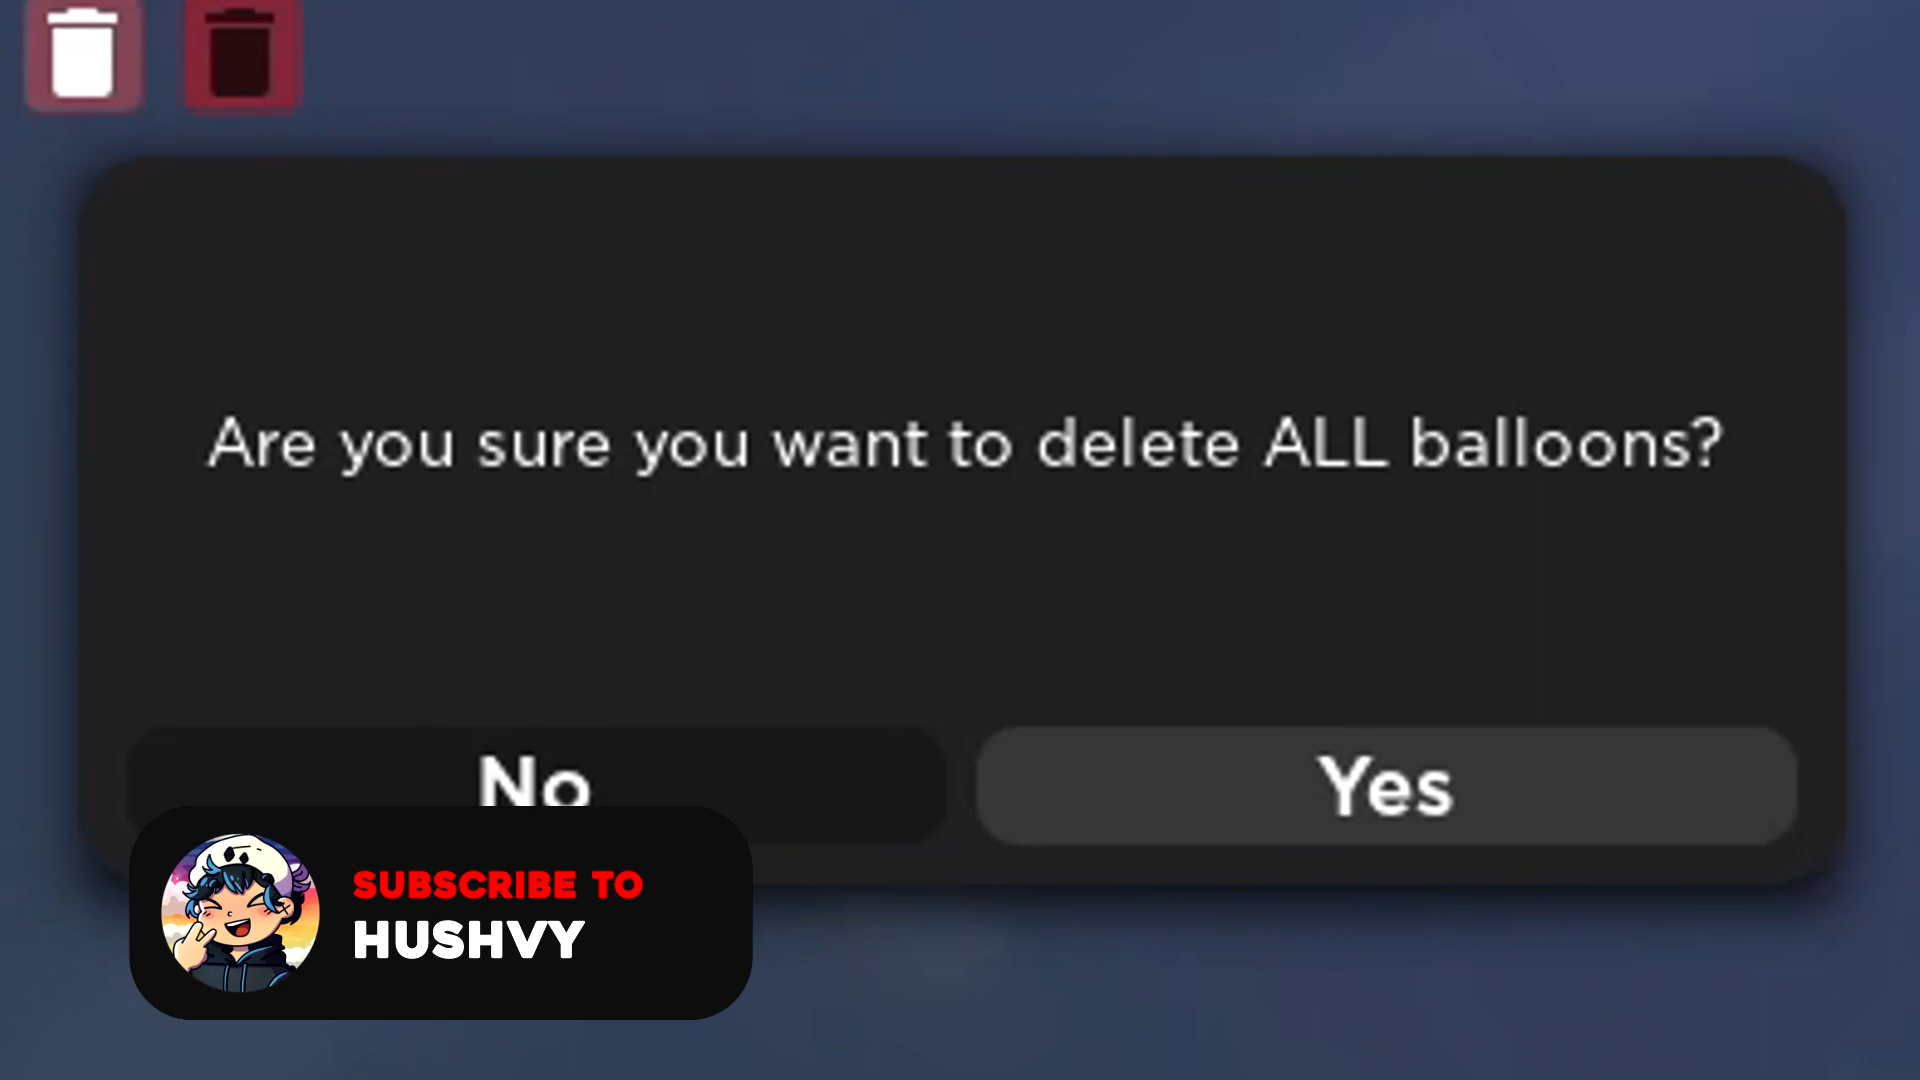 Are you sure you want to delete ALL balloons?
No
Yes
SUBSCRIBE TO
HUSHVY